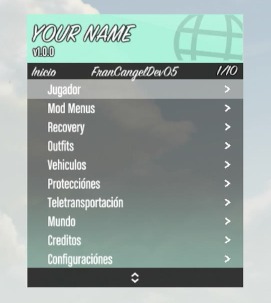 YOUR NAME
v1.0.0
Inicio FranCangelDev05 1/10
Jugador >
Mod Menus >
Recovery >
Outfits >
Vehiculos >
Protecciónes >
Teletransportación >
Mundo >
Creditos >
Configuraciónes >